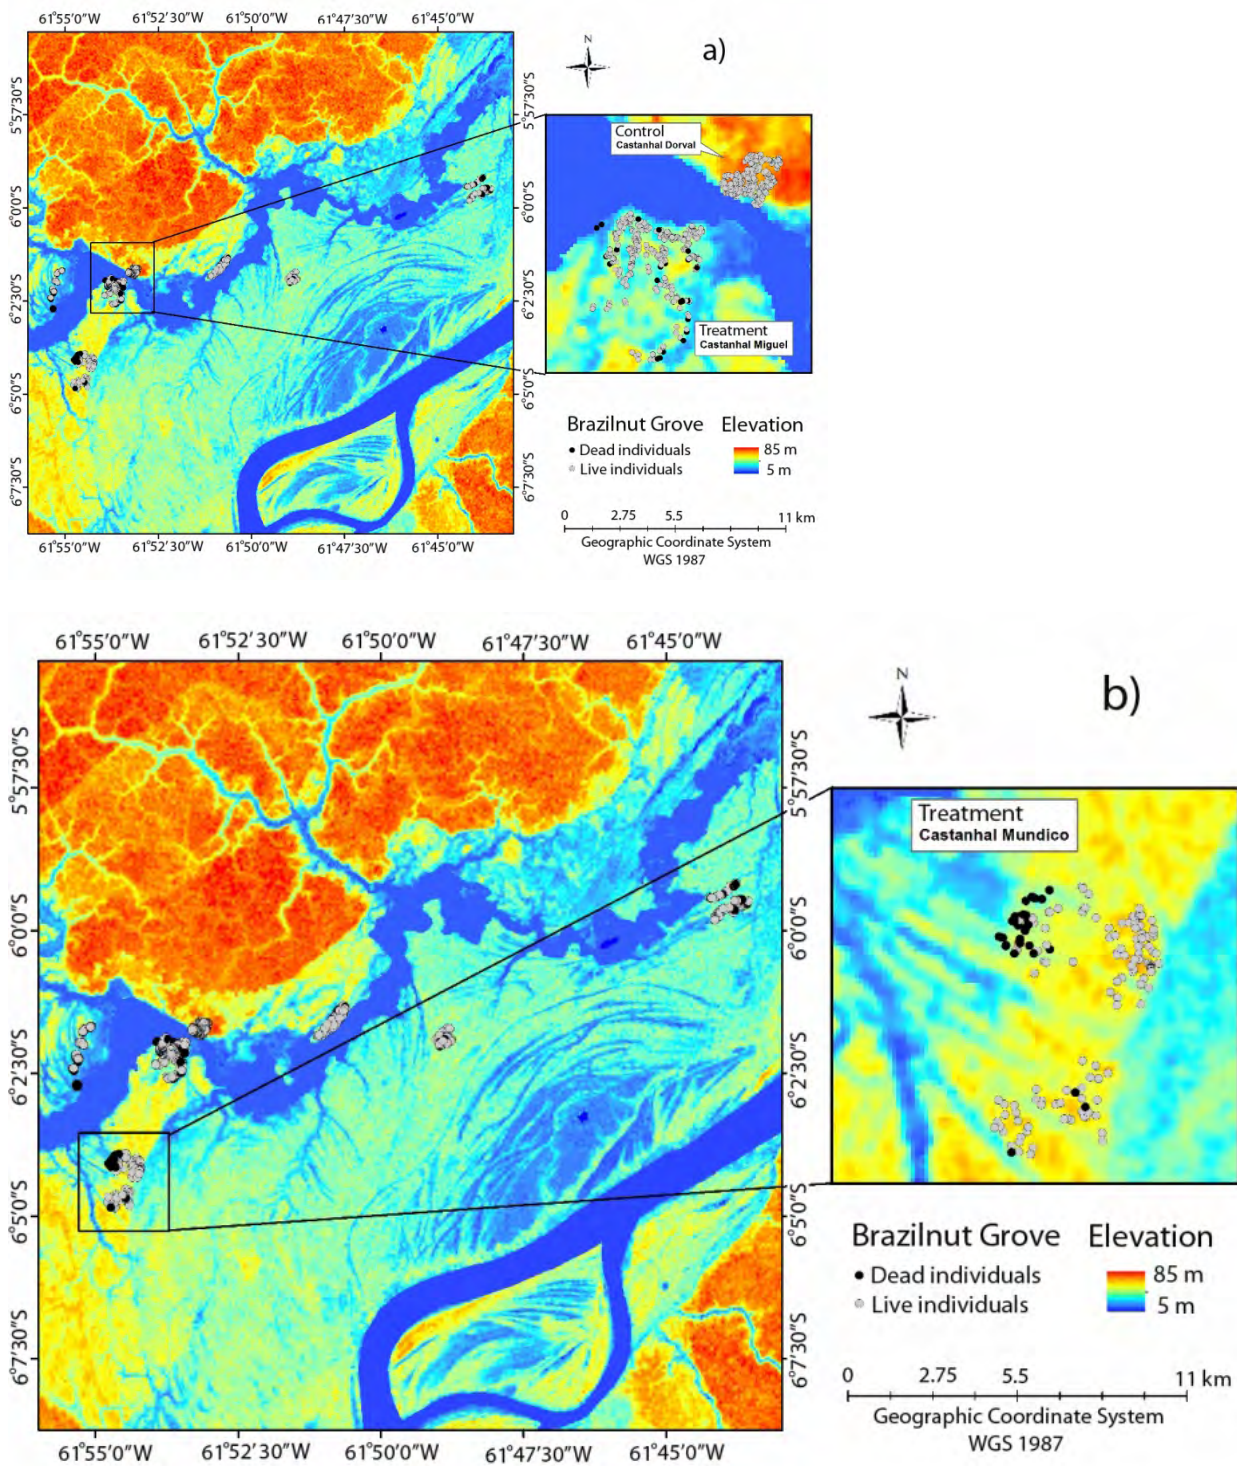 61°55'0"W 61°52'30"W 61°50'0"W 61°47'30"W 61°45'0"W
N
a)
5°57'30"S
6°0'0"S
6°2'30"S
6°5'0"S
6°7'30"S
5°57'30"S
6°0'0"S
6°2'30"S
6°5'0"S
6°7'30"S
Control
Castanhal Dorval
Treatment
Castanhal Miguel
Brazilnut Grove Elevation
Dead individuals 85 m
Live individuals 5 m
0 2.75 5.5 11 km
Geographic Coordinate System
WGS 1987
61°55'0"W 61°52'30"W 61°50'0"W 61°47'30"W 61°45'0"W
61°55'0"W 61°52'30"W 61°50'0"W 61°47'30"W 61°45'0"W
N
b)
5°57'30"S
6°0'0"S
6°2'30"S
6°5'0"S
6°7'30"S
5°57'30"S
6°0'0"S
6°2'30"S
6°5'0"S
6°7'30"S
Treatment
Castanhal Mundico
Brazilnut Grove Elevation
Dead individuals 85 m
Live individuals 5 m
0 2.75 5.5 11 km
Geographic Coordinate System
WGS 1987
61°55'0"W 61°52'30"W 61°50'0"W 61°47'30"W 61°45'0"W